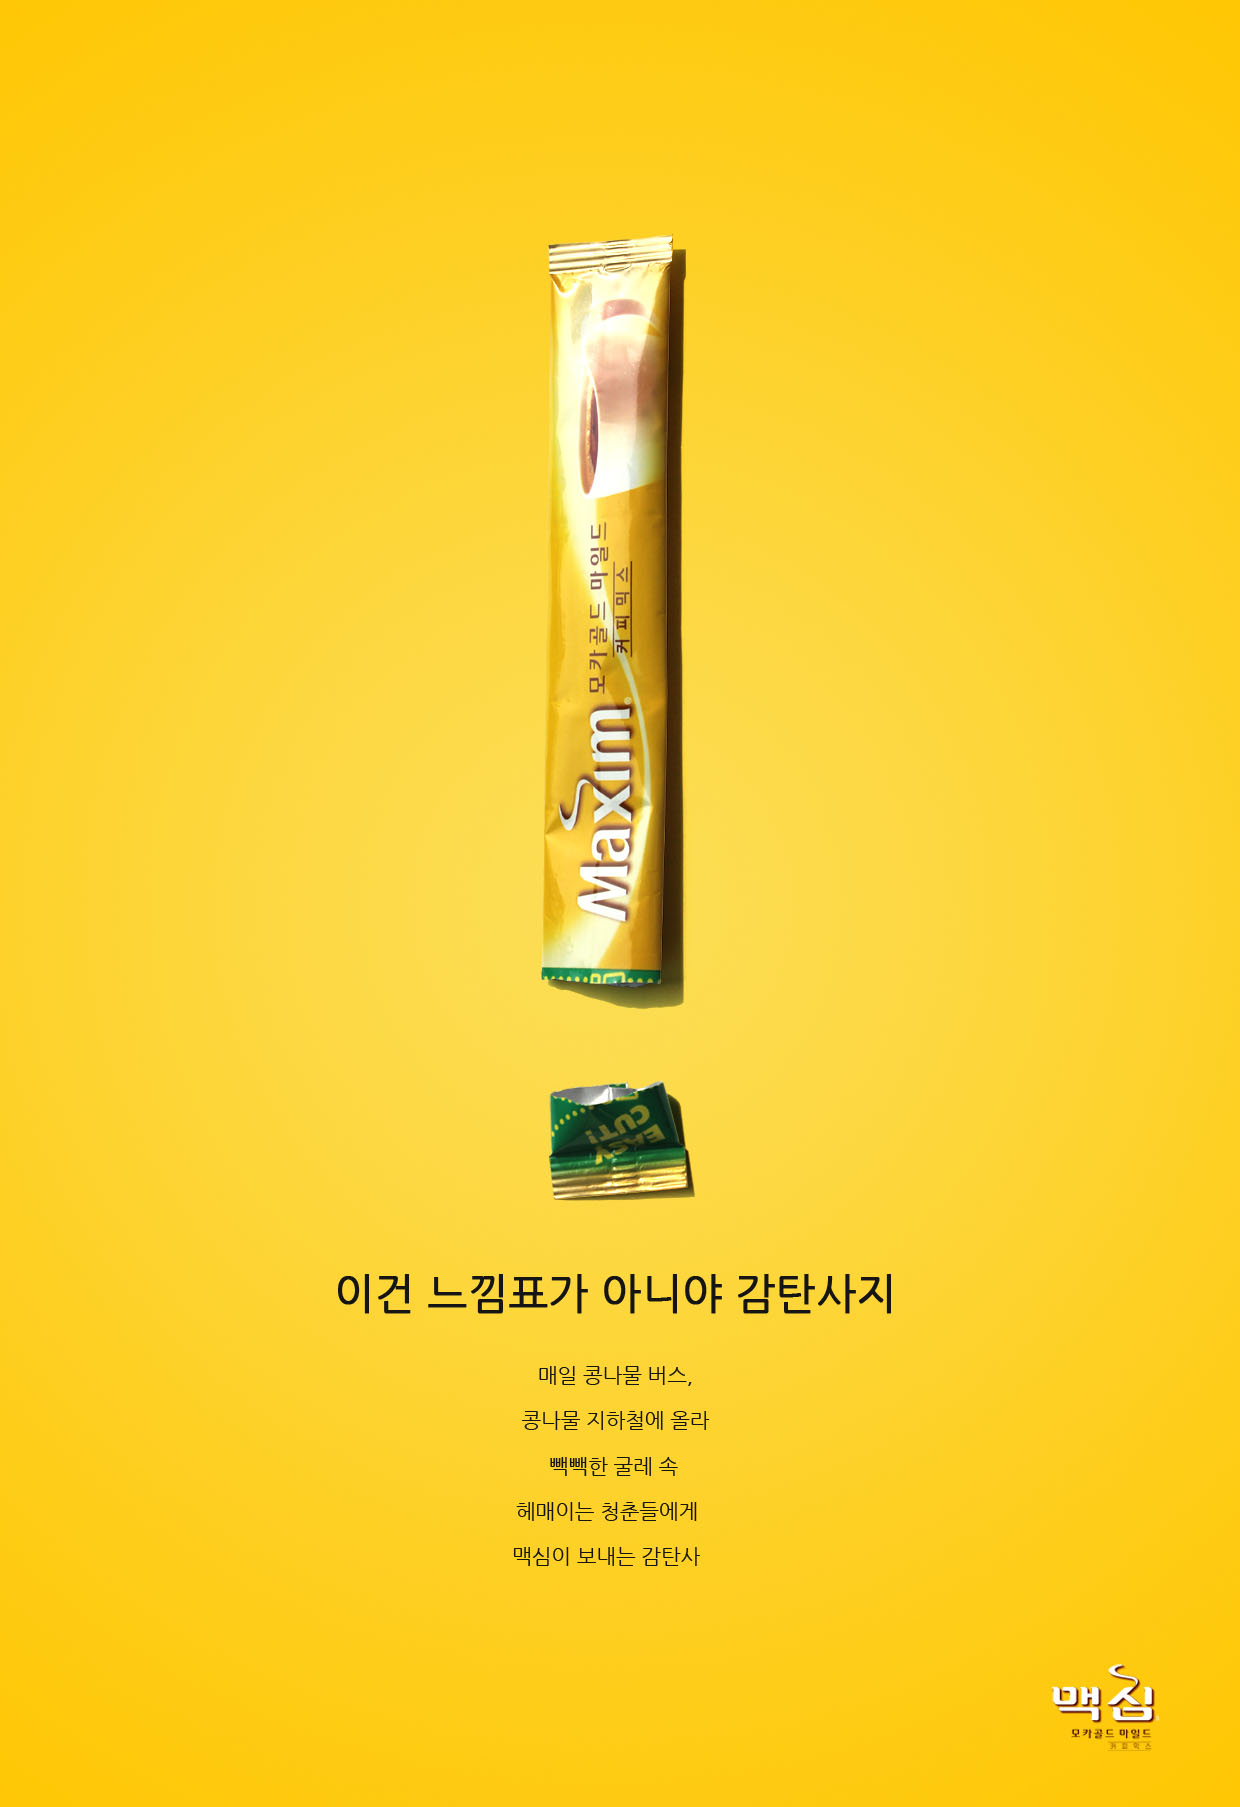 Maxim
모카골드 마일드
커피믹스
EASY
CUT!
이건 느낌표가 아니야 감탄사지
매일 콩나물 버스,
콩나물 지하철에 올라
빽빽한 굴레 속
헤매이는 청춘들에게
맥심이 보내는 감탄사
맥심
모카골드 마일드
커피믹스